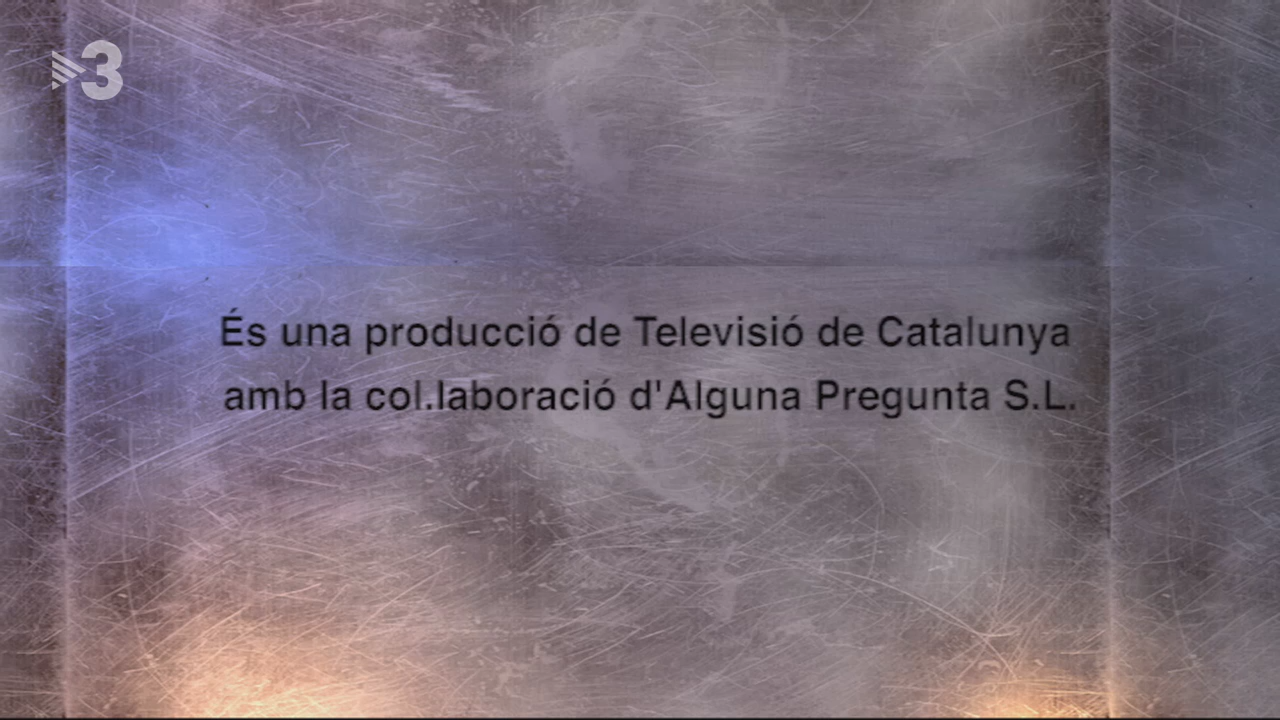 3
És una producció de Televisió de Catalunya
amb la col.laboració d'Alguna Pregunta S.L.